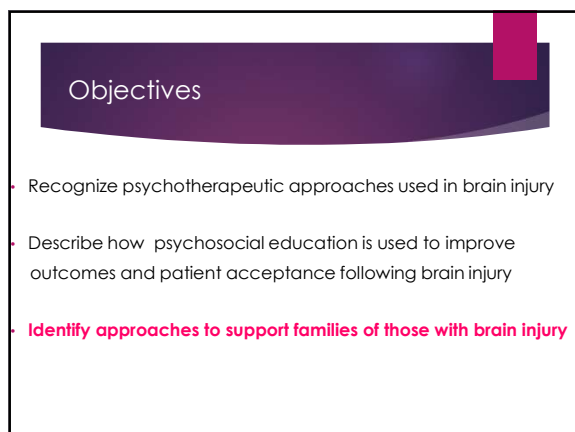 Objectives
• Recognize psychotherapeutic approaches used in brain injury
• Describe how psychosocial education is used to improve
outcomes and patient acceptance following brain injury
• Identify approaches to support families of those with brain injury